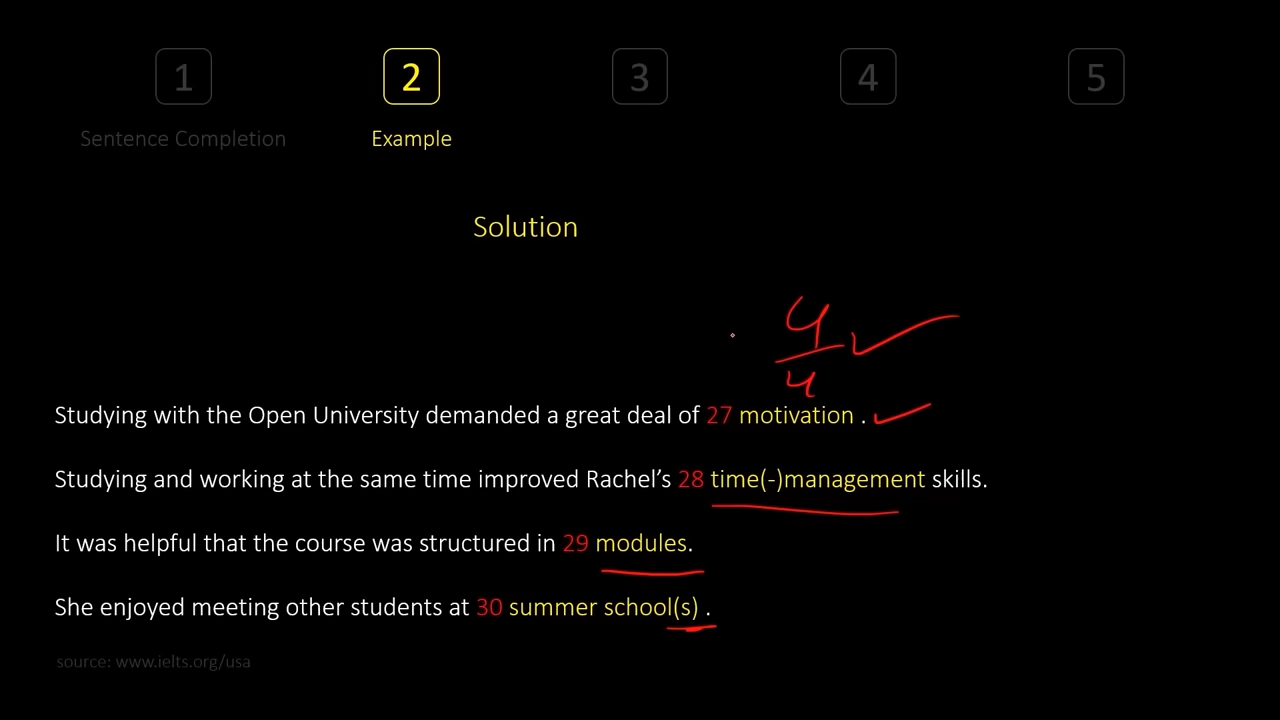 1 2 3 4 5
Sentence Completion Example
Solution
4
4
Studying with the Open University demanded a great deal of 27 motivation .
Studying and working at the same time improved Rachel’s 28 time(-)management skills.
It was helpful that the course was structured in 29 modules.
She enjoyed meeting other students at 30 summer school(s) .
source: www.ielts.org/usa